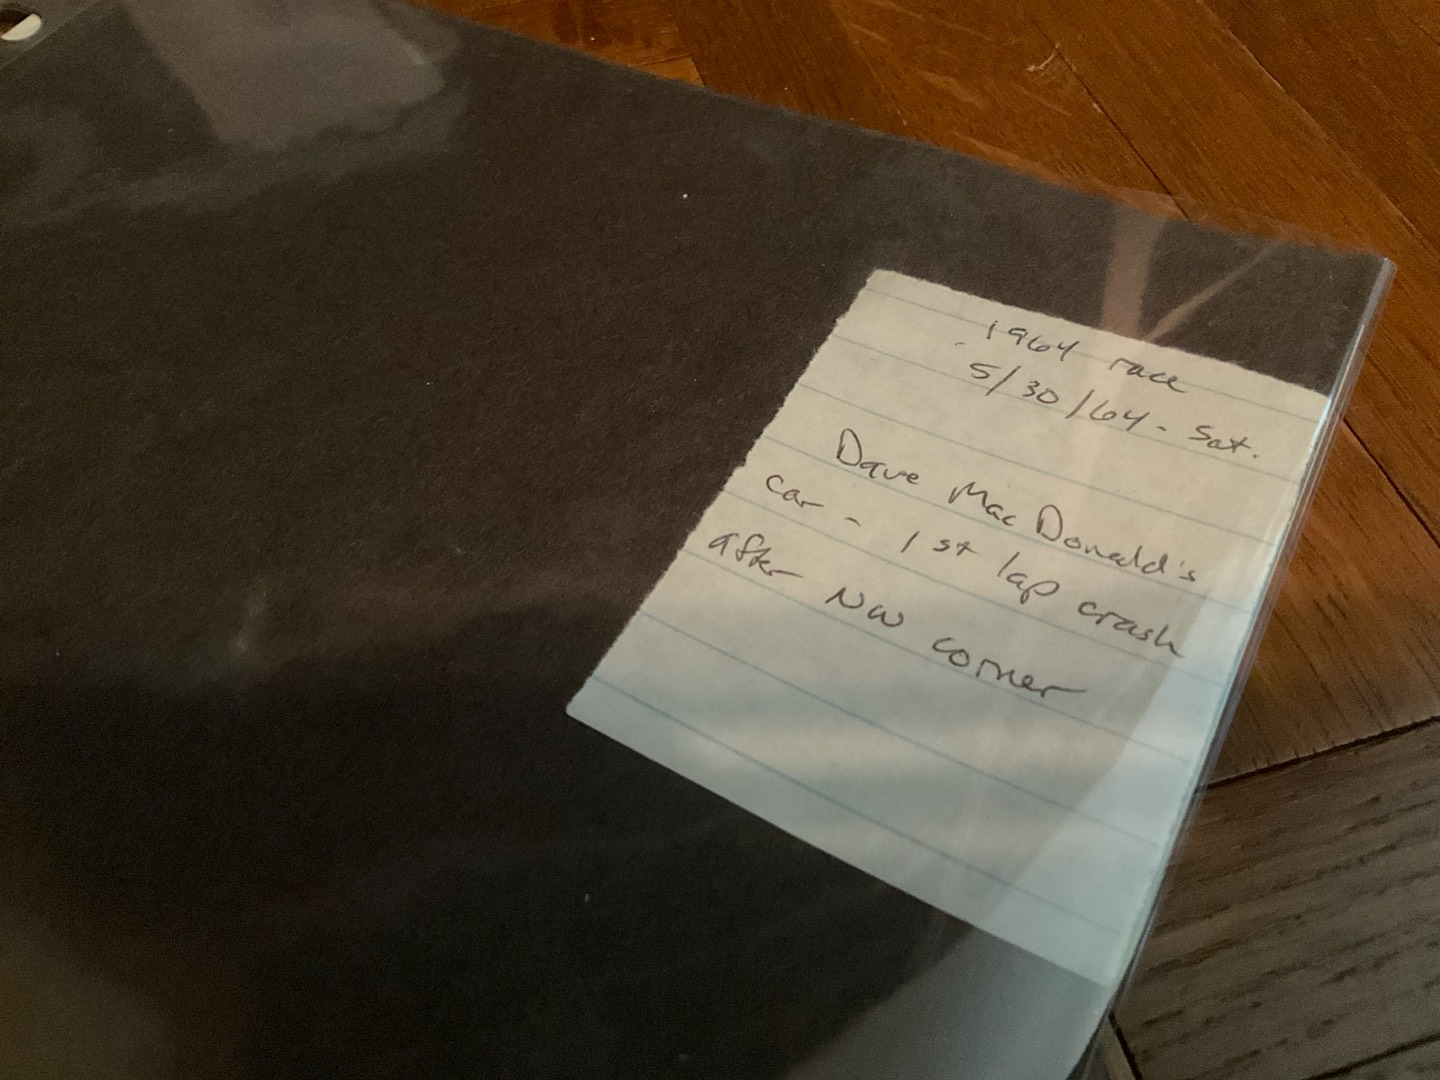 1964 race
5/30/64 - Sat.
Dave MacDonald's
car - 1st lap crash
after NW corner